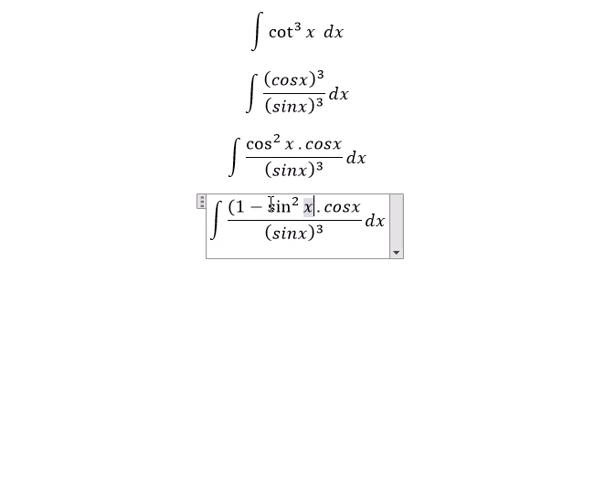 ∫ cot³ x dx
∫ (cosx)³ / (sinx)³ dx
∫ cos² x . cosx / (sinx)³ dx
∫ (1 − sin² x. cosx / (sinx)³ dx